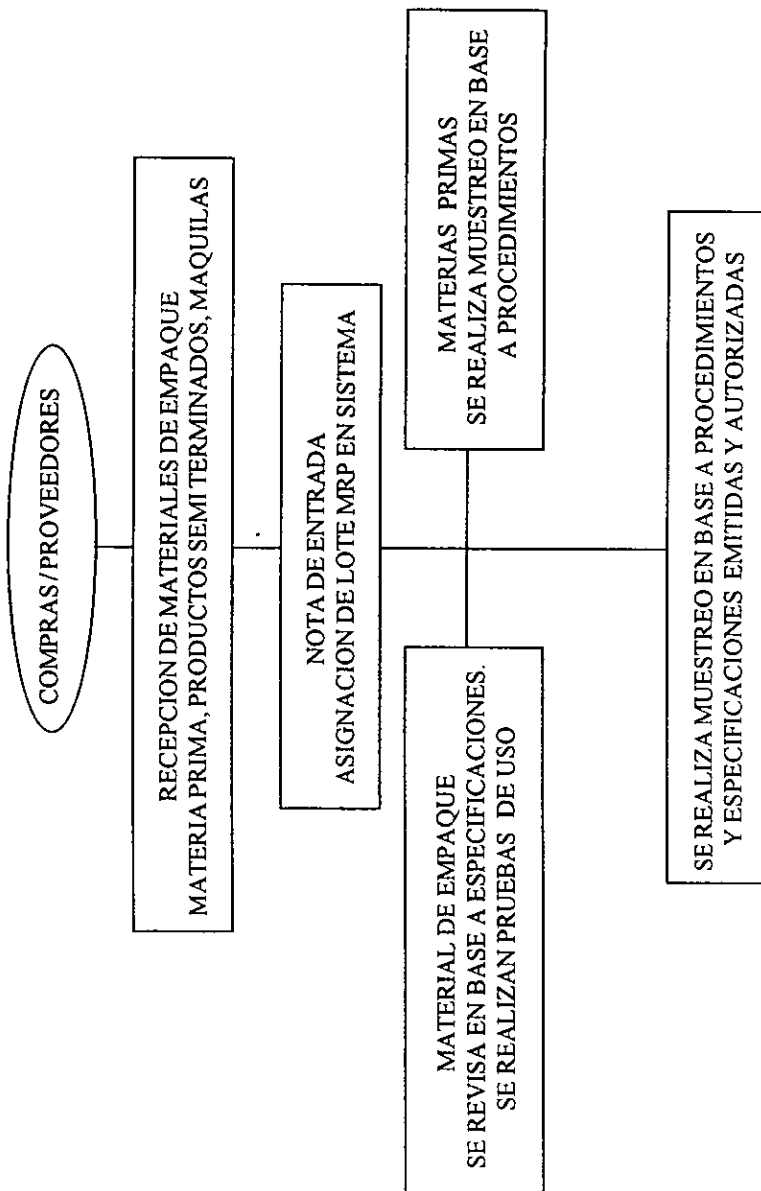 COMPRAS/PROVEEDORES
RECEPCION DE MATERIALES DE EMPAQUE
MATERIA PRIMA, PRODUCTOS SEMI TERMINADOS, MAQUILAS
NOTA DE ENTRADA
ASIGNACION DE LOTE MRP EN SISTEMA
MATERIAL DE EMPAQUE
SE REVISA EN BASE A ESPECIFICACIONES.
SE REALIZAN PRUEBAS DE USO
MATERIAS PRIMAS
SE REALIZA MUESTREO EN BASE
A PROCEDIMIENTOS
SE REALIZA MUESTREO EN BASE A PROCEDIMIENTOS
Y ESPECIFICACIONES EMITIDAS Y AUTORIZADAS